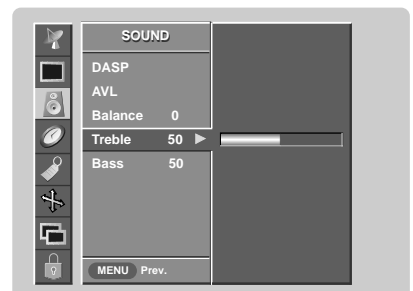 SOUND
DASP
AVL
Balance 0
Treble 50 ▶
Bass 50
MENU Prev.